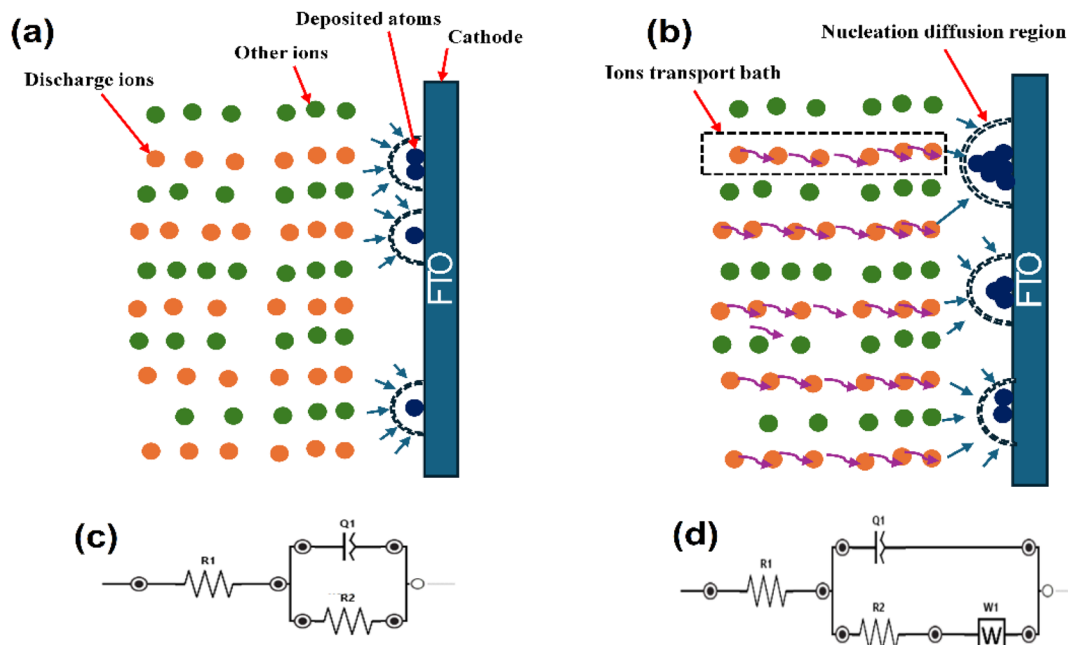 (a)
Deposited atoms
Cathode
Other ions
Discharge ions
FTO
(b)
Nucleation diffusion region
Ions transport bath
FTO
(c)
Q1
R1
R2
(d)
Q1
R1
R2
W1
W